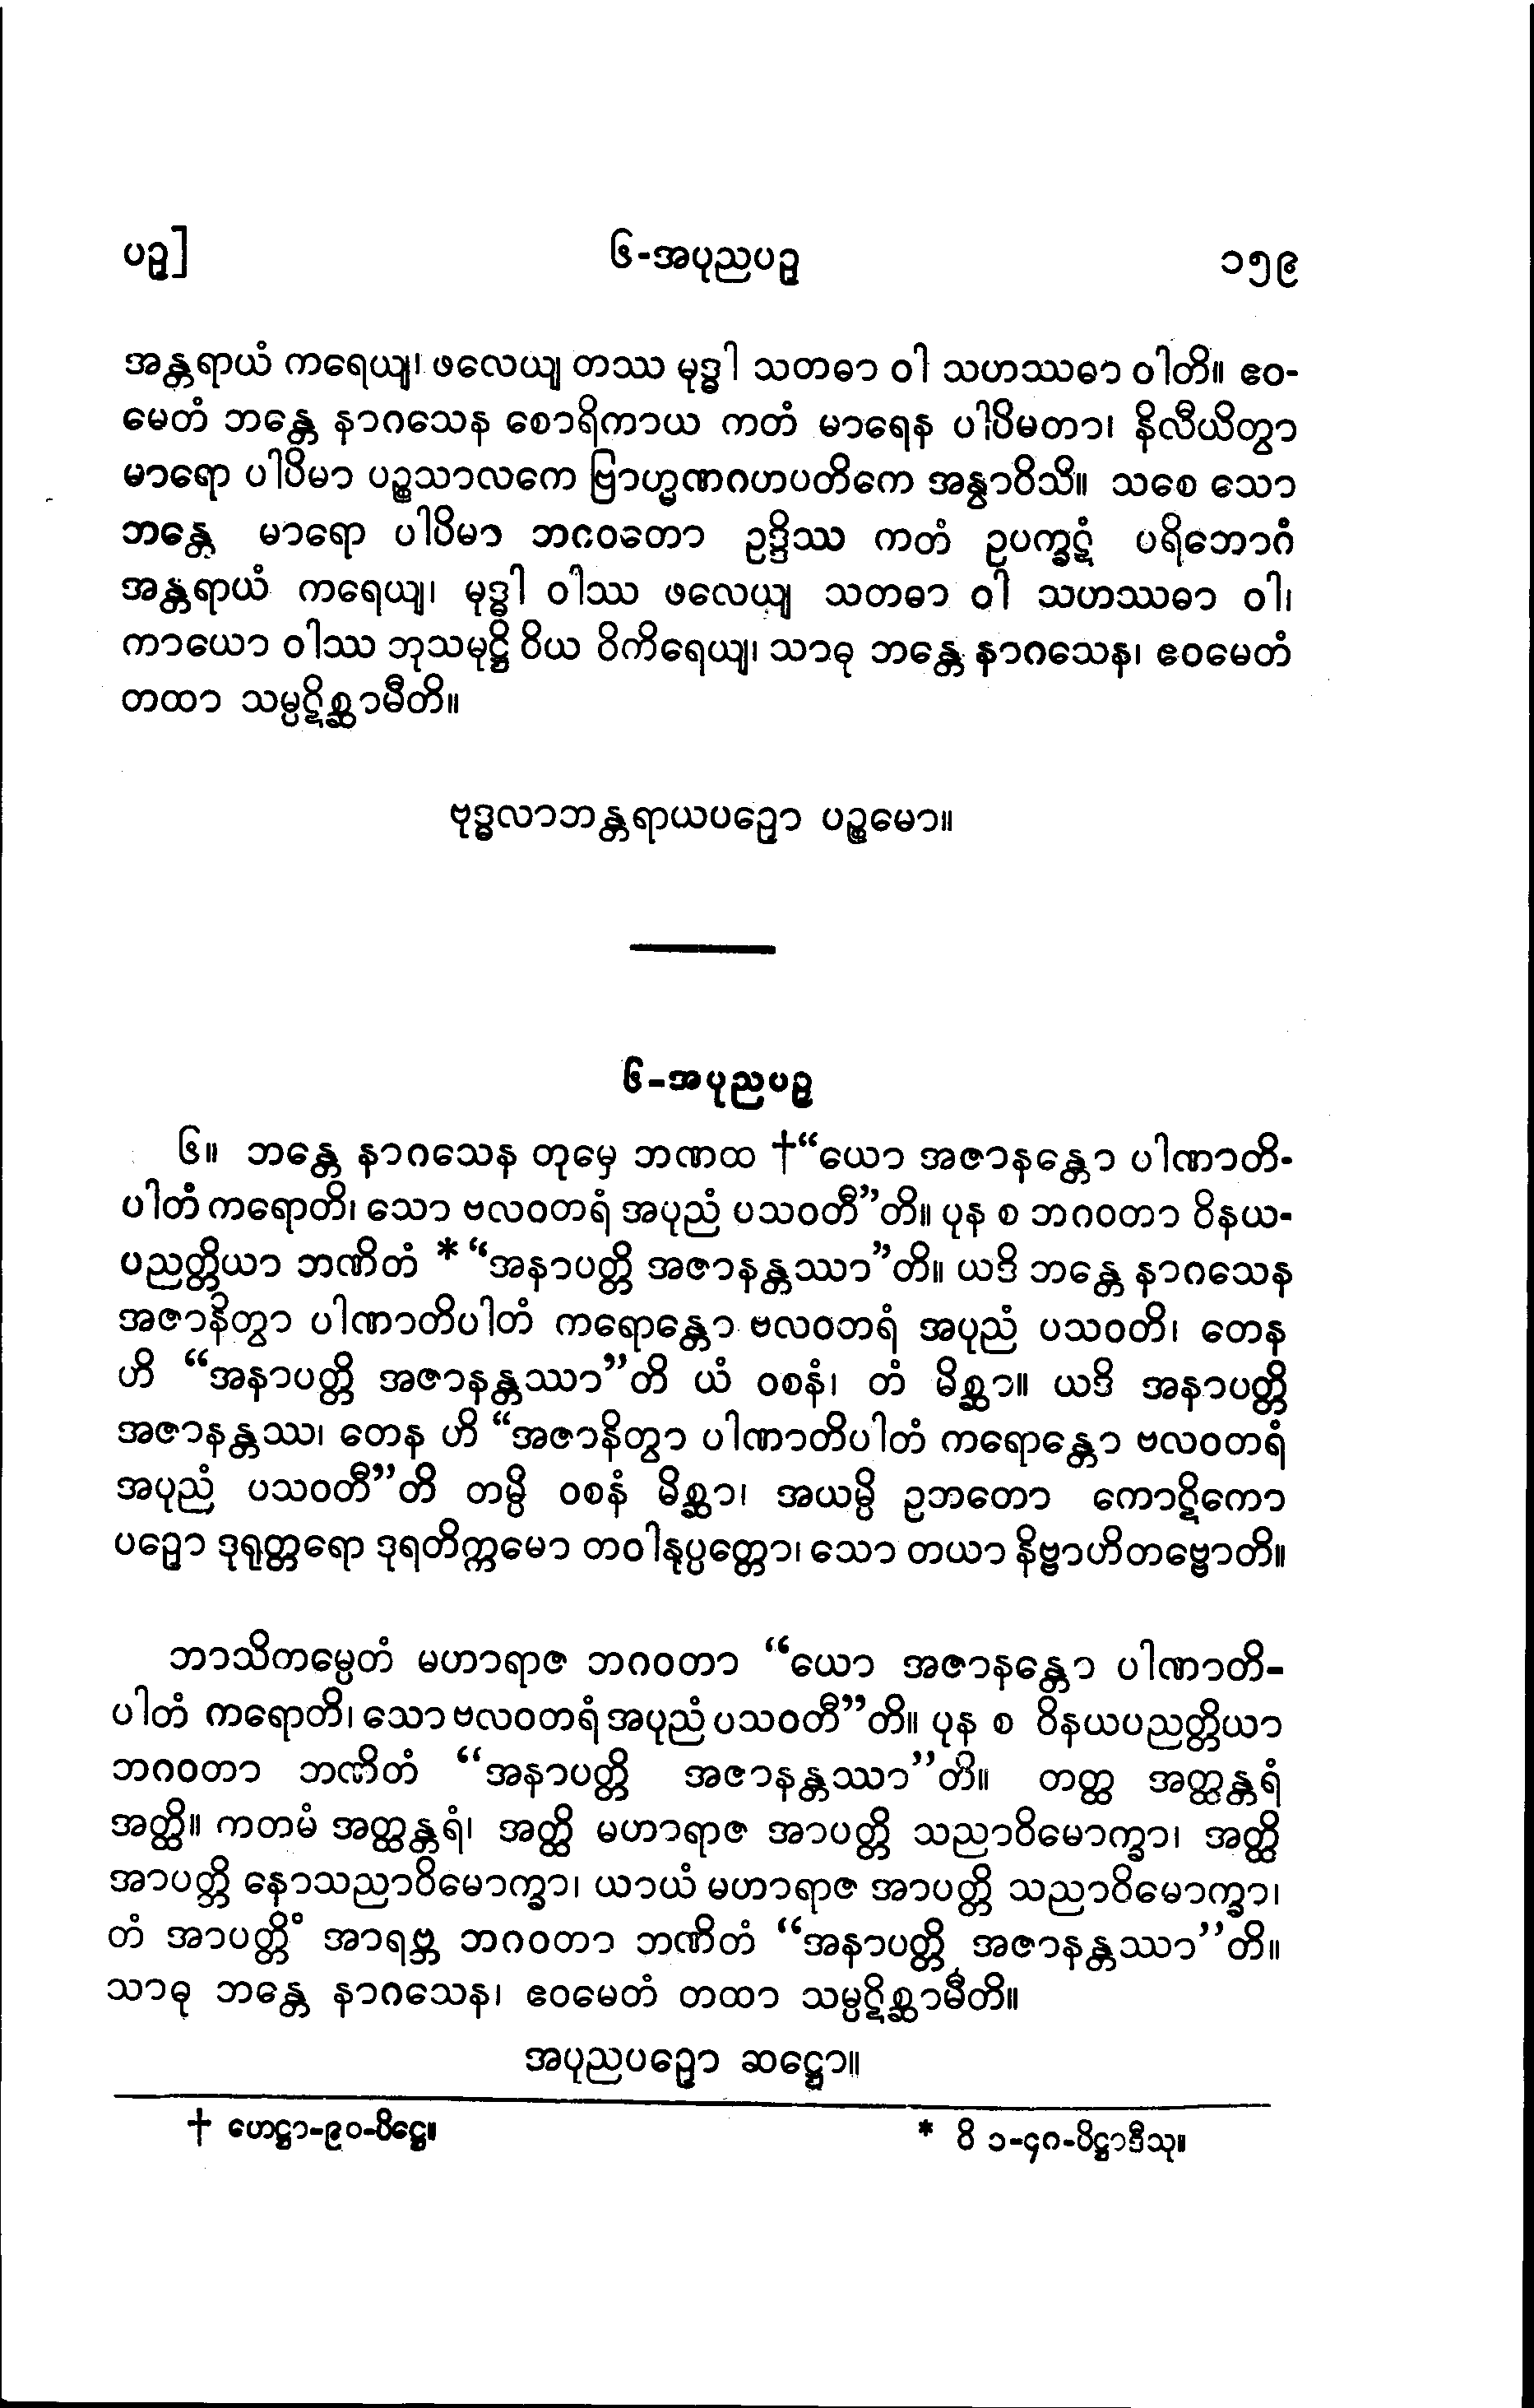 ပဥှ]
၆-အပုညပဥှ
၁၅၉
အန္တရာယံ ကရေယျ၊ ဖလေယျ တဿ မုဒ္ဓါ သတဓာ ဝါ သဟဿဓာ ဝါတိ။ ဧဝ-
မေတံ ဘန္တေ နာဂသေန စောရိကာယ ကတံ မာရေန ပါပိမတာ၊ နိလီယိတွာ
မာရော ပါပိမာ ပဉ္စသာလကေ ဗြာဟ္မဏဂဟပတိကေ အနွာဝိသိ။ သစေ သော
ဘန္တေ မာရော ပါပိမာ ဘဂဝတော ဥဒ္ဒိဿ ကတံ ဥပက္ခဋံ ပရိဘောဂံ
အန္တရာယံ ကရေယျ၊ မုဒ္ဓါ ဝါဿ ဖလေယျ သတဓာ ဝါ သဟဿဓာ ဝါ၊
ကာယော ဝါဿ ဘုသမုဋ္ဌိ ဝိယ ဝိကိရေယျ၊ သာဓု ဘန္တေ နာဂသေန၊ ဧဝမေတံ
တထာ သမ္ပဋိစ္ဆာမီတိ။
ဗုဒ္ဓလာဘန္တရာယပဉှော ပဉ္စမော။
၆-အပုညပဥှ
၆။ ဘန္တေ နာဂသေန တုမှေ ဘဏထ †“ယော အဇာနန္တော ပါဏာတိ-
ပါတံ ကရောတိ၊ သော ဗလဝတရံ အပုညံ ပသဝတီ”တိ။ ပုန စ ဘဂဝတာ ဝိနယ-
ပညတ္တိယာ ဘဏိတံ *“အနာပတ္တိ အဇာနန္တဿာ”တိ။ ယဒိ ဘန္တေ နာဂသေန
အဇာနိတွာ ပါဏာတိပါတံ ကရောန္တော ဗလဝတရံ အပုညံ ပသဝတိ၊ တေန
ဟိ “အနာပတ္တိ အဇာနန္တဿာ”တိ ယံ ဝစနံ၊ တံ မိစ္ဆာ။ ယဒိ အနာပတ္တိ
အဇာနန္တဿ၊ တေန ဟိ “အဇာနိတွာ ပါဏာတိပါတံ ကရောန္တော ဗလဝတရံ
အပုညံ ပသဝတီ”တိ တမ္ပိ ဝစနံ မိစ္ဆာ၊ အယမ္ပိ ဥဘတော ကောဋိကော
ပဉှော ဒုရုတ္တရော ဒုရတိက္ကမော တဝါနုပ္ပတ္တော၊ သော တယာ နိဗ္ဗာဟိတဗ္ဗောတိ။
ဘာသိတမ္ပေတံ မဟာရာဇ ဘဂဝတာ “ယော အဇာနန္တော ပါဏာတိ-
ပါတံ ကရောတိ၊ သော ဗလဝတရံ အပုညံ ပသဝတီ”တိ။ ပုန စ ဝိနယပညတ္တိယာ
ဘဂဝတာ ဘဏိတံ “အနာပတ္တိ အဇာနန္တဿာ”တိ။ တတ္ထ အတ္ထန္တရံ
အတ္ထိ။ ကတမံ အတ္ထန္တရံ၊ အတ္ထိ မဟာရာဇ အာပတ္တိ သညာဝိမောက္ခာ၊ အတ္ထိ
အာပတ္တိ နောသညာဝိမောက္ခာ၊ ယာယံ မဟာရာဇ အာပတ္တိ သညာဝိမောက္ခာ၊
တံ အာပတ္တိံ အာရဗ္ဘ ဘဂဝတာ ဘဏိတံ “အနာပတ္တိ အဇာနန္တဿာ”တိ။
သာဓု ဘန္တေ နာဂသေန၊ ဧဝမေတံ တထာ သမ္ပဋိစ္ဆာမီတိ။
အပုညပဉှော ဆဋ္ဌော။
† ဟေဋ္ဌာ-၉၀-ပိဋ္ဌေ။
* ဝိ ၁-၄၈-ပိဋ္ဌာဒီသု။